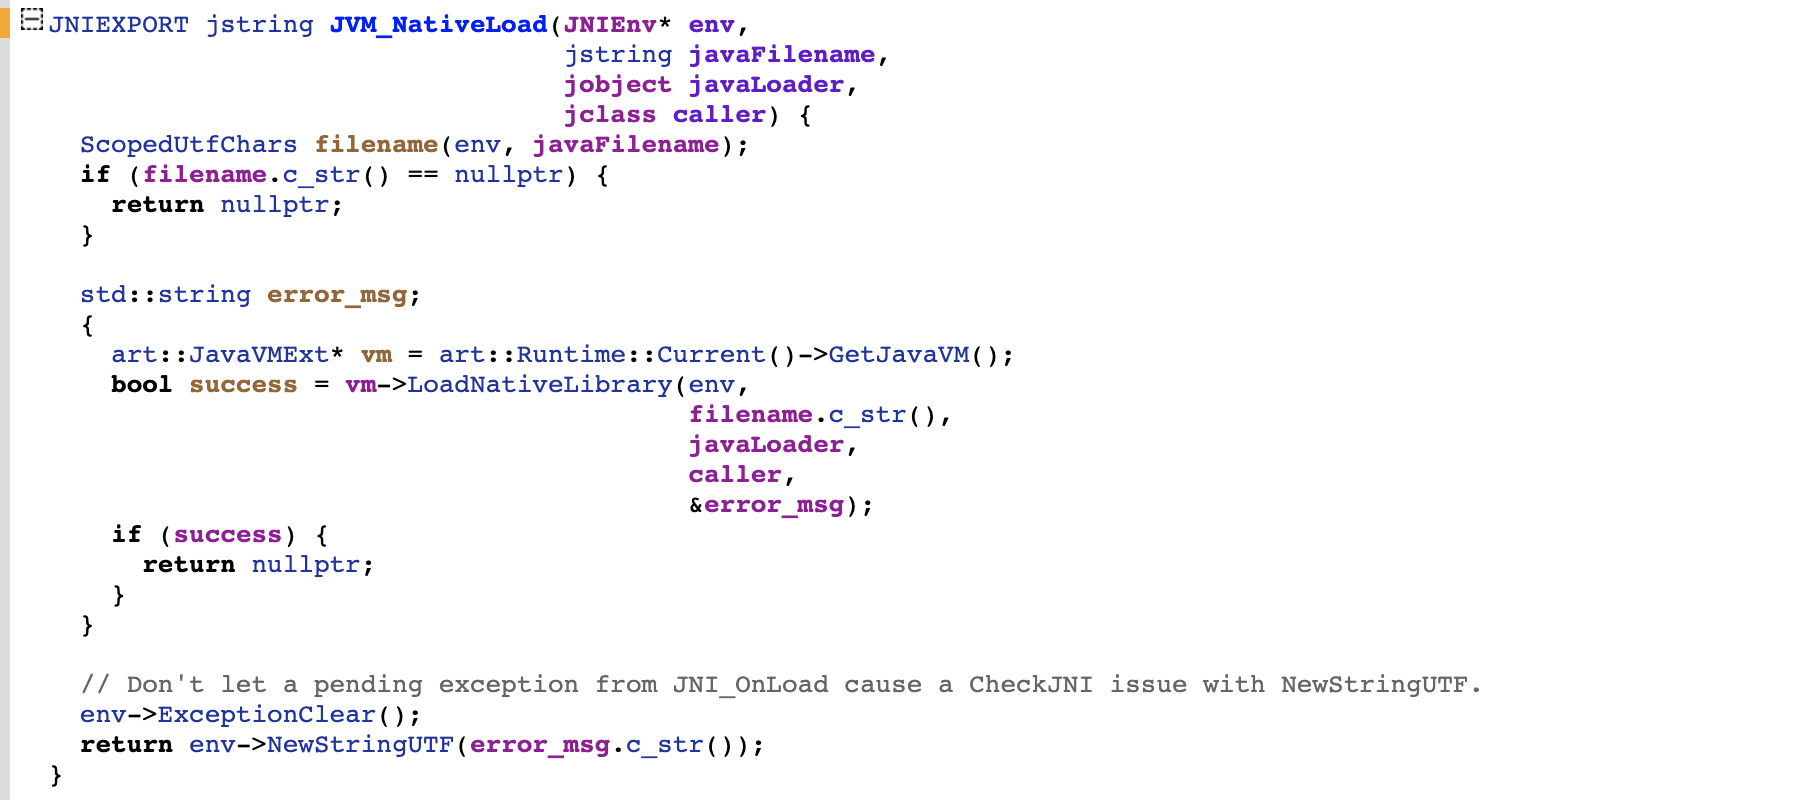 JNIEXPORT jstring JVM_NativeLoad(JNIEnv* env,
                                 jstring javaFilename,
                                 jobject javaLoader,
                                 jclass caller) {
  ScopedUtfChars filename(env, javaFilename);
  if (filename.c_str() == nullptr) {
    return nullptr;
  }

  std::string error_msg;
  {
    art::JavaVMExt* vm = art::Runtime::Current()->GetJavaVM();
    bool success = vm->LoadNativeLibrary(env,
                                         filename.c_str(),
                                         javaLoader,
                                         caller,
                                         &error_msg);
    if (success) {
      return nullptr;
    }
  }

  // Don't let a pending exception from JNI_OnLoad cause a CheckJNI issue with NewStringUTF.
  env->ExceptionClear();
  return env->NewStringUTF(error_msg.c_str());
}